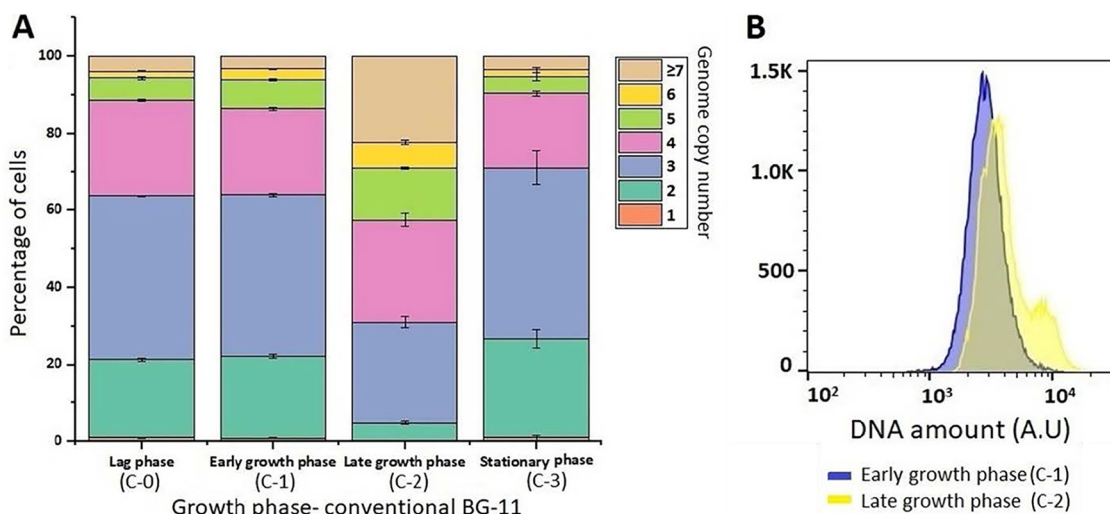 A
Percentage of cells
100
80
60
40
20
0
Lag phase
(C-0)
Early growth phase
(C-1)
Late growth phase
(C-2)
Stationary phase
(C-3)
Growth phase- conventional BG-11
≥7
6
5
4
3
2
1
Genome copy number
B
1.5K
1.0K
500
0
10²
10³
10⁴
DNA amount (A.U)
Early growth phase (C-1)
Late growth phase (C-2)